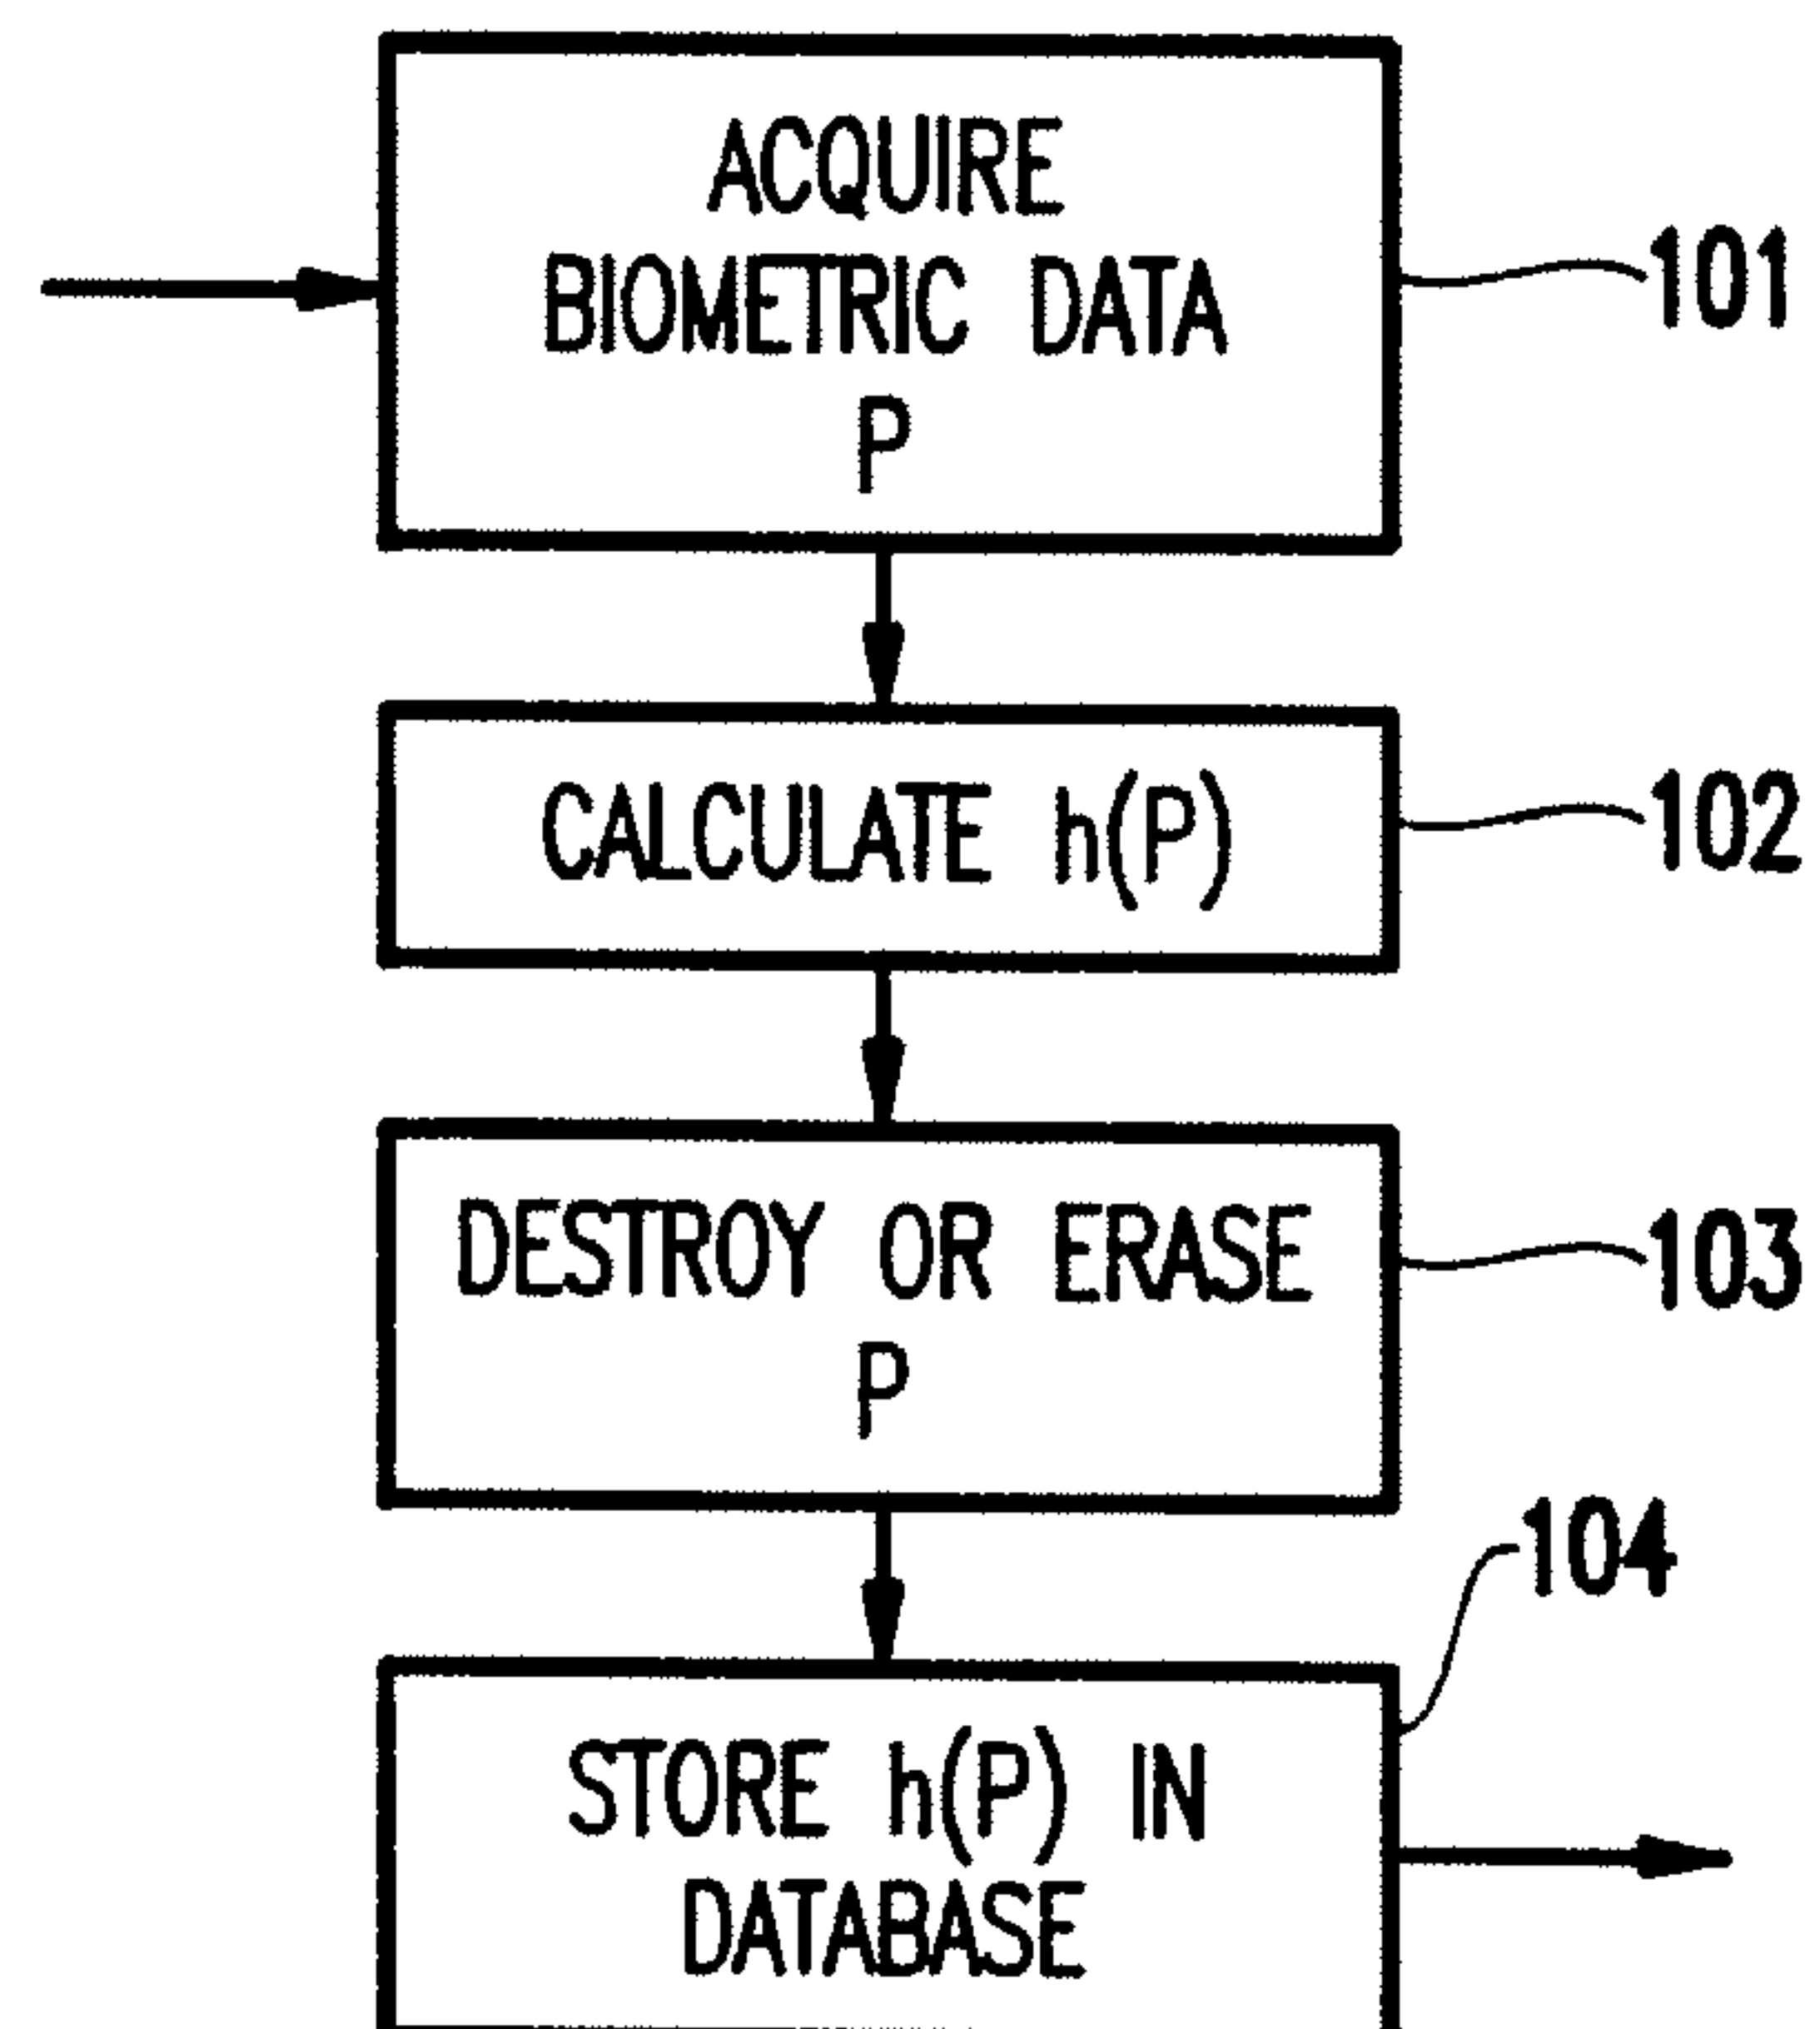 ACQUIRE
BIOMETRIC DATA
P
101
CALCULATE h(P)
102
DESTROY OR ERASE
P
103
104
STORE h(P) IN
DATABASE